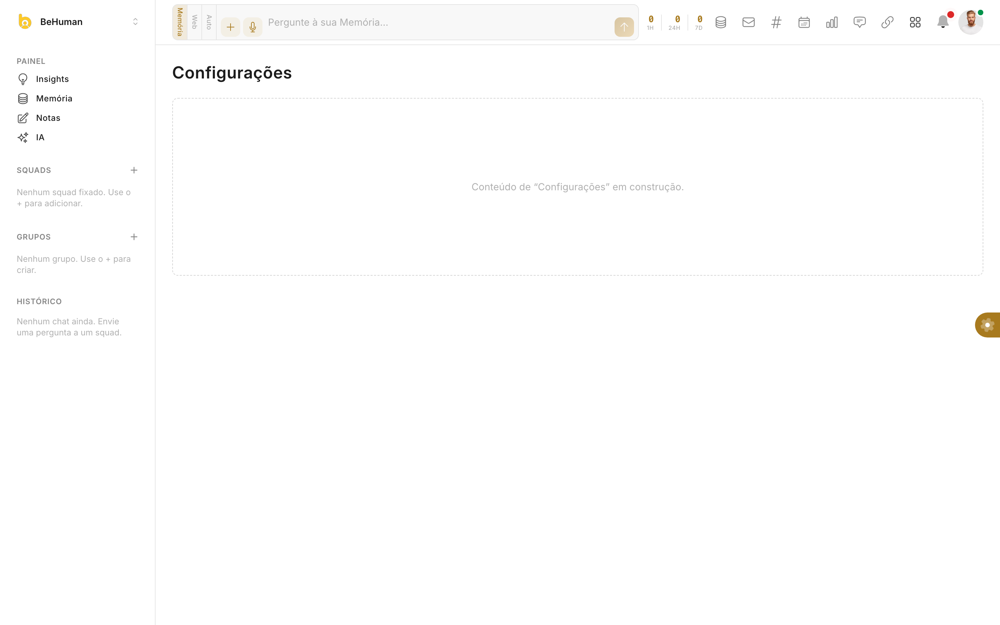 BeHuman
PAINEL
Insights
Memória
Notas
IA
SQUADS
Nenhum squad fixado. Use o
+ para adicionar.
GRUPOS
Nenhum grupo. Use o + para
criar.
HISTÓRICO
Nenhum chat ainda. Envie
uma pergunta a um squad.
Memória
Web
Auto
Pergunte à sua Memória...
0
1H
0
24H
0
7D
Configurações
Conteúdo de “Configurações” em construção.